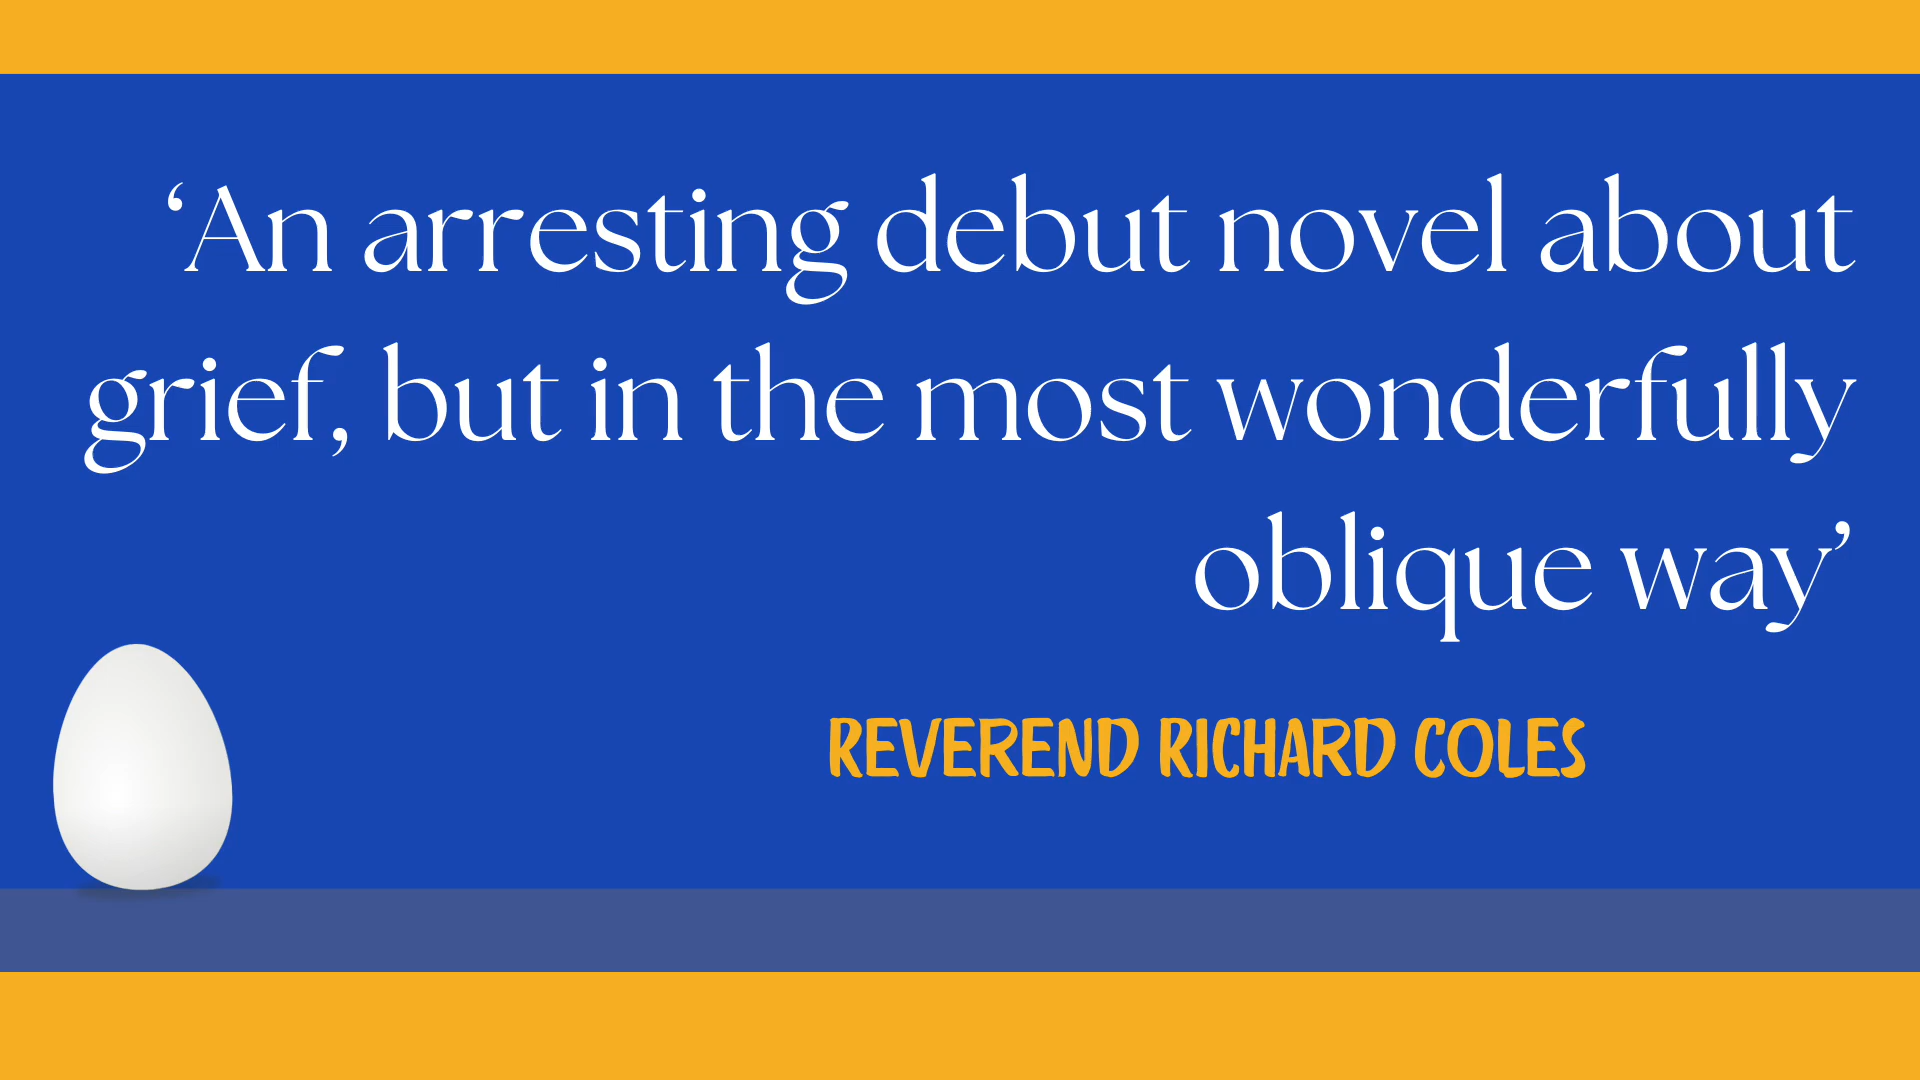 ‘An arresting debut novel about
grief, but in the most wonderfully
oblique way’
REVEREND RICHARD COLES